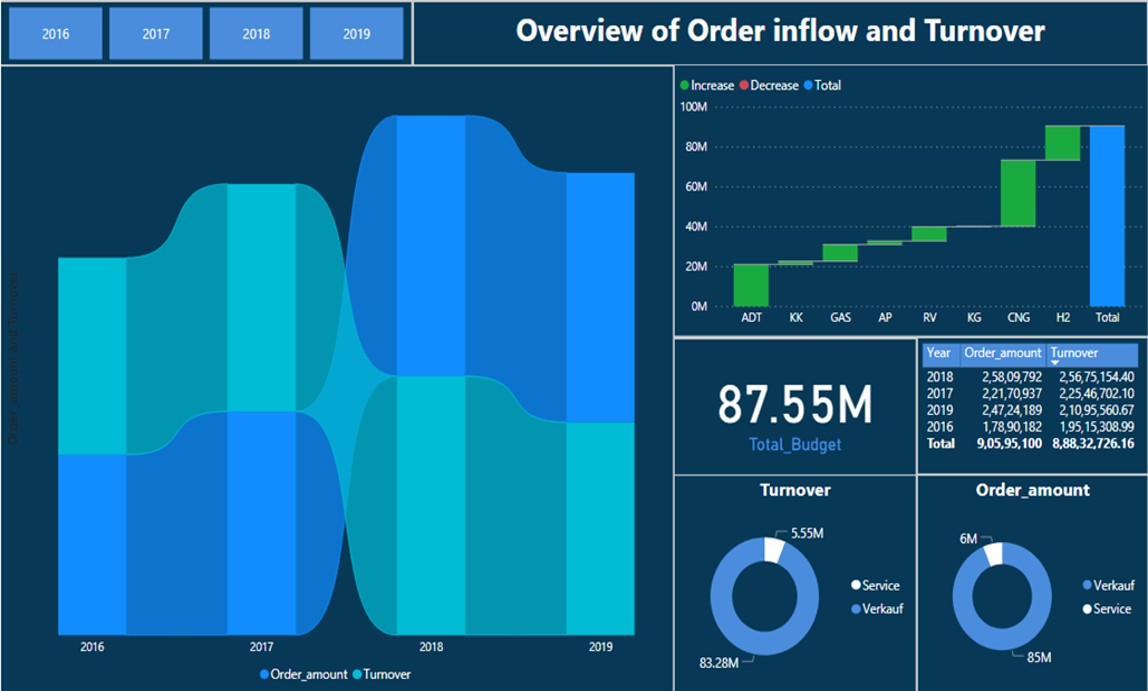 2016 2017 2018 2019
Overview of Order inflow and Turnover
Order_amount and Turnover
2016 2017 2018 2019
Order_amount Turnover
Increase Decrease Total
100M
80M
60M
40M
20M
0M
ADT KK GAS AP RV KG CNG H2 Total
87.55M
Total_Budget
Year Order_amount Turnover
2018 2,58,09,792 2,56,75,154.40
2017 2,21,70,937 2,25,46,702.10
2019 2,47,24,189 2,10,95,560.67
2016 1,78,90,182 1,95,15,308.99
Total 9,05,95,100 8,88,32,726.16
Turnover
5.55M
Service
Verkauf
83.28M
Order_amount
6M
Verkauf
Service
85M